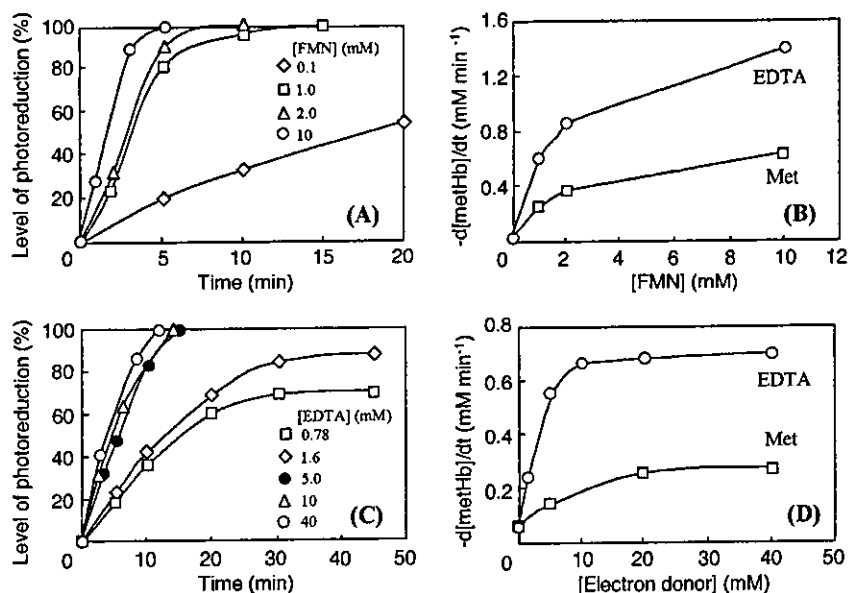 Level of photoreduction (%)
100
80
60
40
20
0
[FMN] (mM)
0.1
1.0
2.0
10
(A)
0 5 10 15 20
Time (min)
-d[metHb]/dt (mM min⁻¹)
1.6
1.2
0.8
0.4
EDTA
Met
(B)
0 2 4 6 8 10 12
[FMN] (mM)
Level of photoreduction (%)
100
80
60
40
20
0
[EDTA] (mM)
0.78
1.6
5.0
10
40
(C)
10 20 30 40 50
Time (min)
-d[metHb]/dt (mM min⁻¹)
0.8
0.6
0.4
0.2
EDTA
Met
(D)
0 10 20 30 40 50
[Electron donor] (mM)